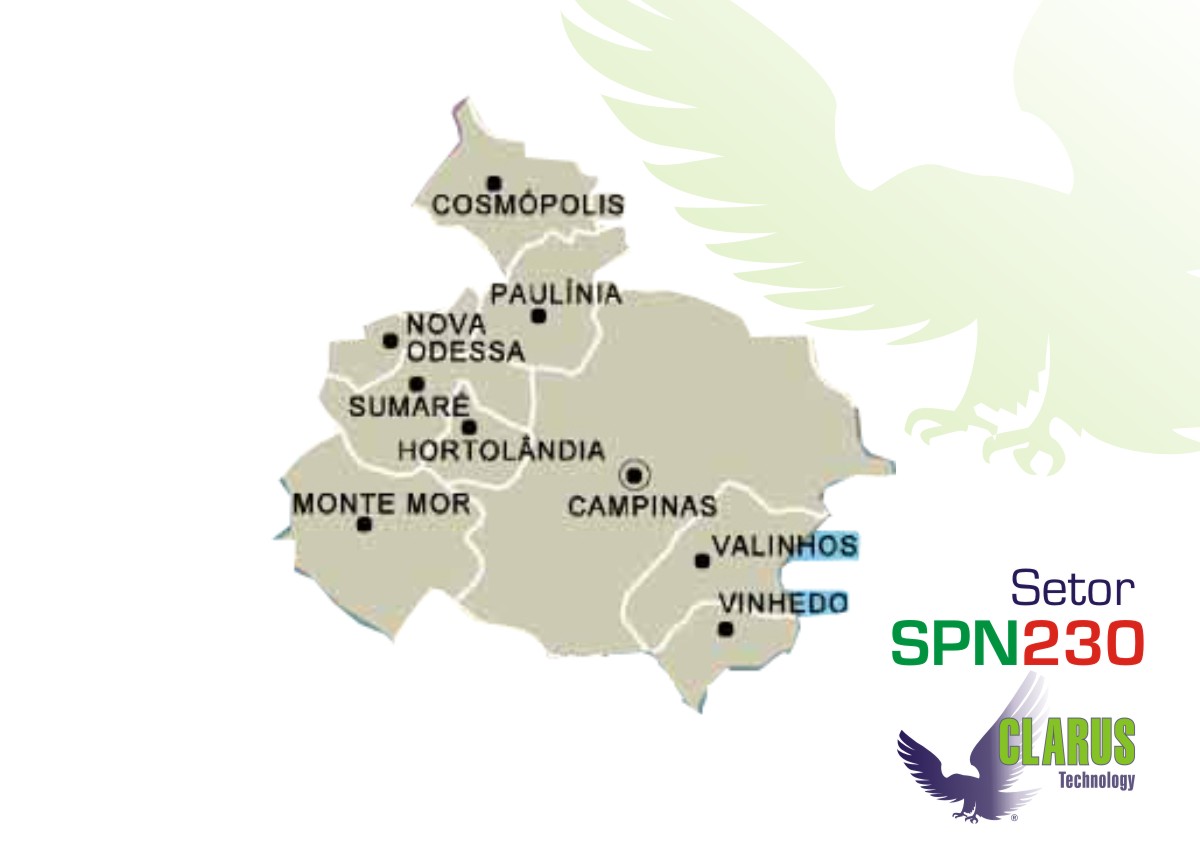 COSMÓPOLIS
PAULÍNIA
NOVA
ODESSA
SUMARÉ
HORTOLÂNDIA
MONTE MOR
CAMPINAS
VALINHOS
VINHEDO
Setor
SPN230
CLARUS
Technology
®